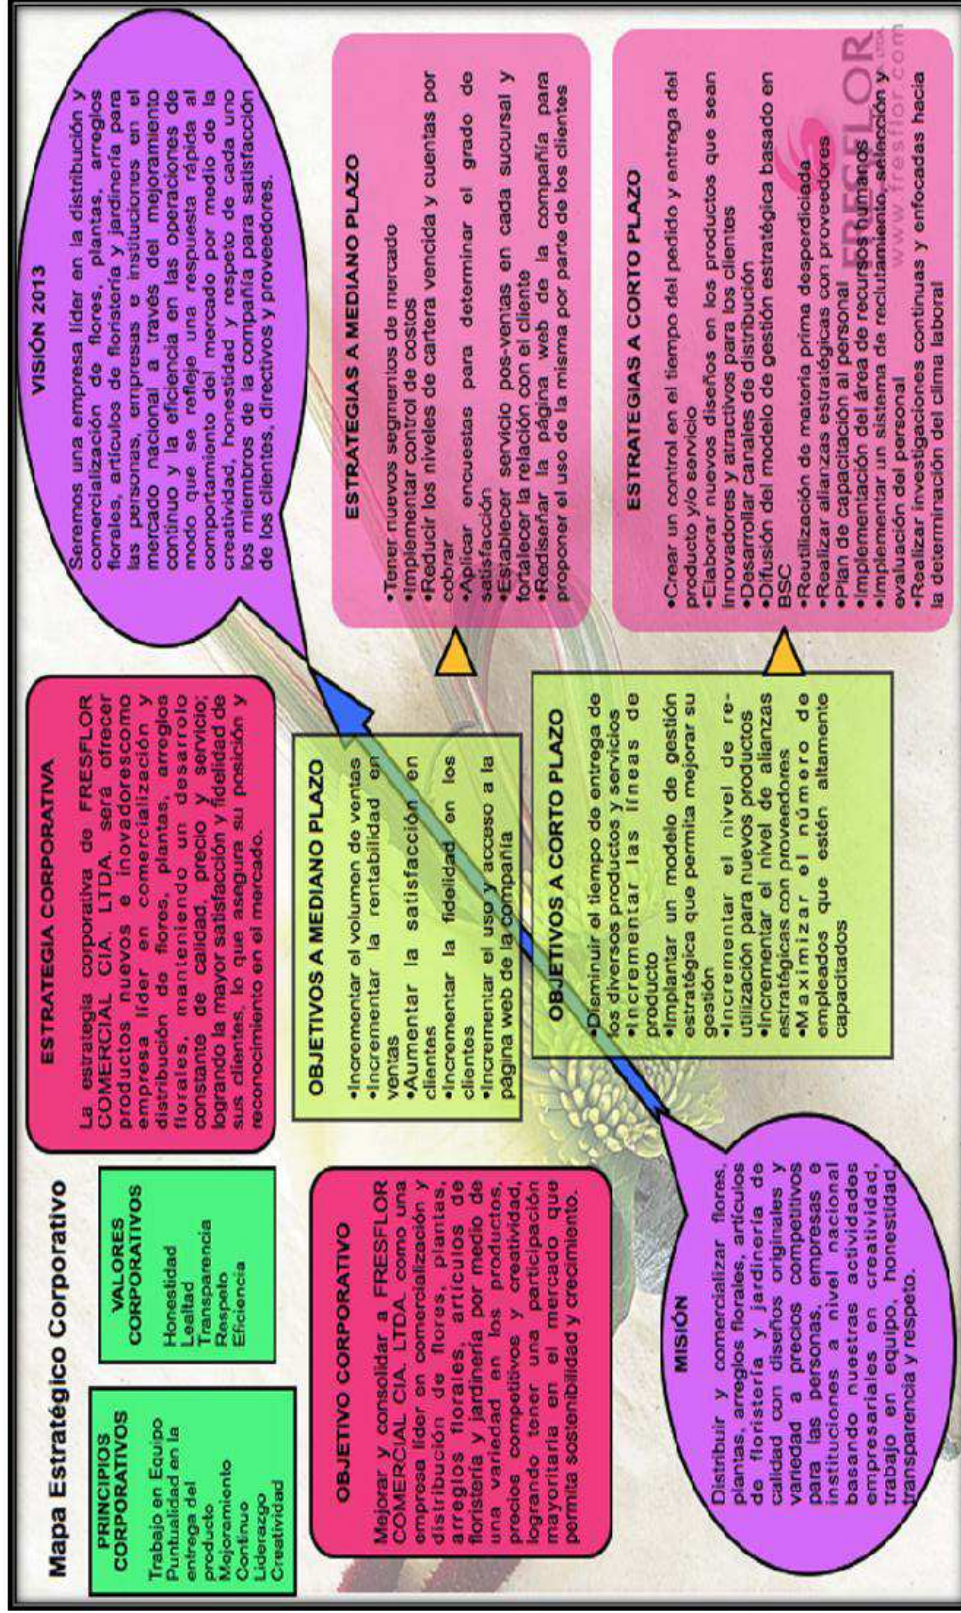 Mapa Estratégico Corporativo
PRINCIPIOS
CORPORATIVOS
Trabajo en Equipo
Puntualidad en la
entrega del
producto
Mejoramiento
Continuo
Liderazgo
Creatividad
VALORES
CORPORATIVOS
Honestidad
Lealtad
Transparencia
Respeto
Eficiencia
ESTRATEGIA CORPORATIVA
La estrategia corporativa de FRESFLOR
COMERCIAL CIA. LTDA. será ofrecer
productos nuevos e inovadorescomo
empresa líder en comercialización y
distribución de flores, plantas, arreglos
florales, manteniendo un desarrolo
constante de calidad, precio y servicio;
logrando la mayor satisfacción y fidelidad de
sus clientes, lo que asegura su posición y
reconocimiento en el mercado.
VISIÓN 2013
Seremos una empresa líder en la distribución y
comercialización de flores, plantas, arreglos
florales, artículos de floristería y jardinería para
las personas, empresas e instituciones en el
mercado nacional a través del mejoramiento
continuo y la eficiencia en las operaciones de
modo que se refleje una respuesta rápida al
comportamiento del mercado por medio de la
creatividad, honestidad y respeto de cada uno
los miembros de la compañía para satisfacción
de los clientes, directivos y proveedores.
OBJETIVO CORPORATIVO
Mejorar y consolidar a FRESFLOR
COMERCIAL CIA. LTDA. como una
empresa líder en comercialización y
distribución de flores, plantas,
arreglos florales, artículos de
floristería y jardinería por medio de
una variedad en los productos,
precios competitivos y creatividad,
logrando tener una participación
mayoritaria en el mercado que
permita sostenibilidad y crecimiento.
OBJETIVOS A MEDIANO PLAZO
•Incrementar el volumen de ventas
•Incrementar la rentabilidad en
ventas
•Aumentar la satisfacción en
clientes
•Incrementar la fidelidad en los
clientes
•Incrementar el uso y acceso a la
página web de la compañía
ESTRATEGIAS A MEDIANO PLAZO
•Tener nuevos segmentos de mercado
•Implementar control de costos
•Reducir los niveles de cartera vencida y cuentas por
cobrar
•Aplicar encuestas para determinar el grado de
satisfacción
•Establecer servicio pos-ventas en cada sucursal y
fortalecer la relación con el cliente
•Rediseñar la página web de la compañía para
proponer el uso de la misma por parte de los clientes
MISIÓN
Distribuir y comercializar flores,
plantas, arreglos florales, artículos
de floristería y jardinería de
calidad con diseños originales y
variedad a precios competitivos
para las personas, empresas e
instituciones a nivel nacional
basando nuestras actividades
empresariales en creatividad,
trabajo en equipo, honestidad,
transparencia y respeto.
OBJETIVOS A CORTO PLAZO
•Disminuir el tiempo de entrega de
los diversos productos y servicios
•Incrementar las líneas de
producto
•Implantar un modelo de gestión
estratégica que permita mejorar su
gestión
•Incrementar el nivel de re-
utilización para nuevos productos
•Incrementar el nivel de alianzas
estratégicas con proveedores
•Maximizar el número de
empleados que estén altamente
capacitados
ESTRATEGIAS A CORTO PLAZO
•Crear un control en el tiempo del pedido y entrega del
producto y/o servicio
•Elaborar nuevos diseños en los productos que sean
innovadores y atractivos para los clientes
•Desarrollar canales de distribución
•Difusión del modelo de gestión estratégica basado en
BSC
•Reutilización de materia prima desperdiciada
•Realizar alianzas estratégicas con proveedores
•Plan de capacitación al personal
•Implementación del área de recursos humanos
•Implementar un sistema de reclutamiento, selección y
evaluación del personal
•Realizar investigaciones continuas y enfocadas hacia
la determinación del clima laboral
FRESFLOR
LTDA.
www.fresflor.com